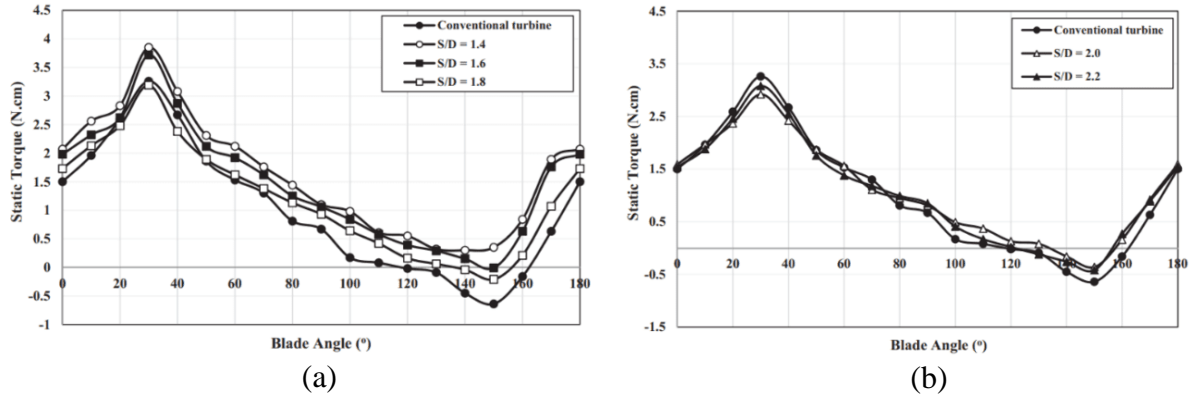 4.5
4
3.5
3
2.5
2
1.5
1
0.5
0
-0.5
-1
Static Torque (N.cm)
0 20 40 60 80 100 120 140 160 180
Blade Angle (°)
Conventional turbine
S/D = 1.4
S/D = 1.6
S/D = 1.8
(a)
4.5
3.5
2.5
1.5
0.5
-0.5
-1.5
Static Torque (N.cm)
0 20 40 60 80 100 120 140 160 180
Blade Angle (°)
Conventional turbine
S/D = 2.0
S/D = 2.2
(b)